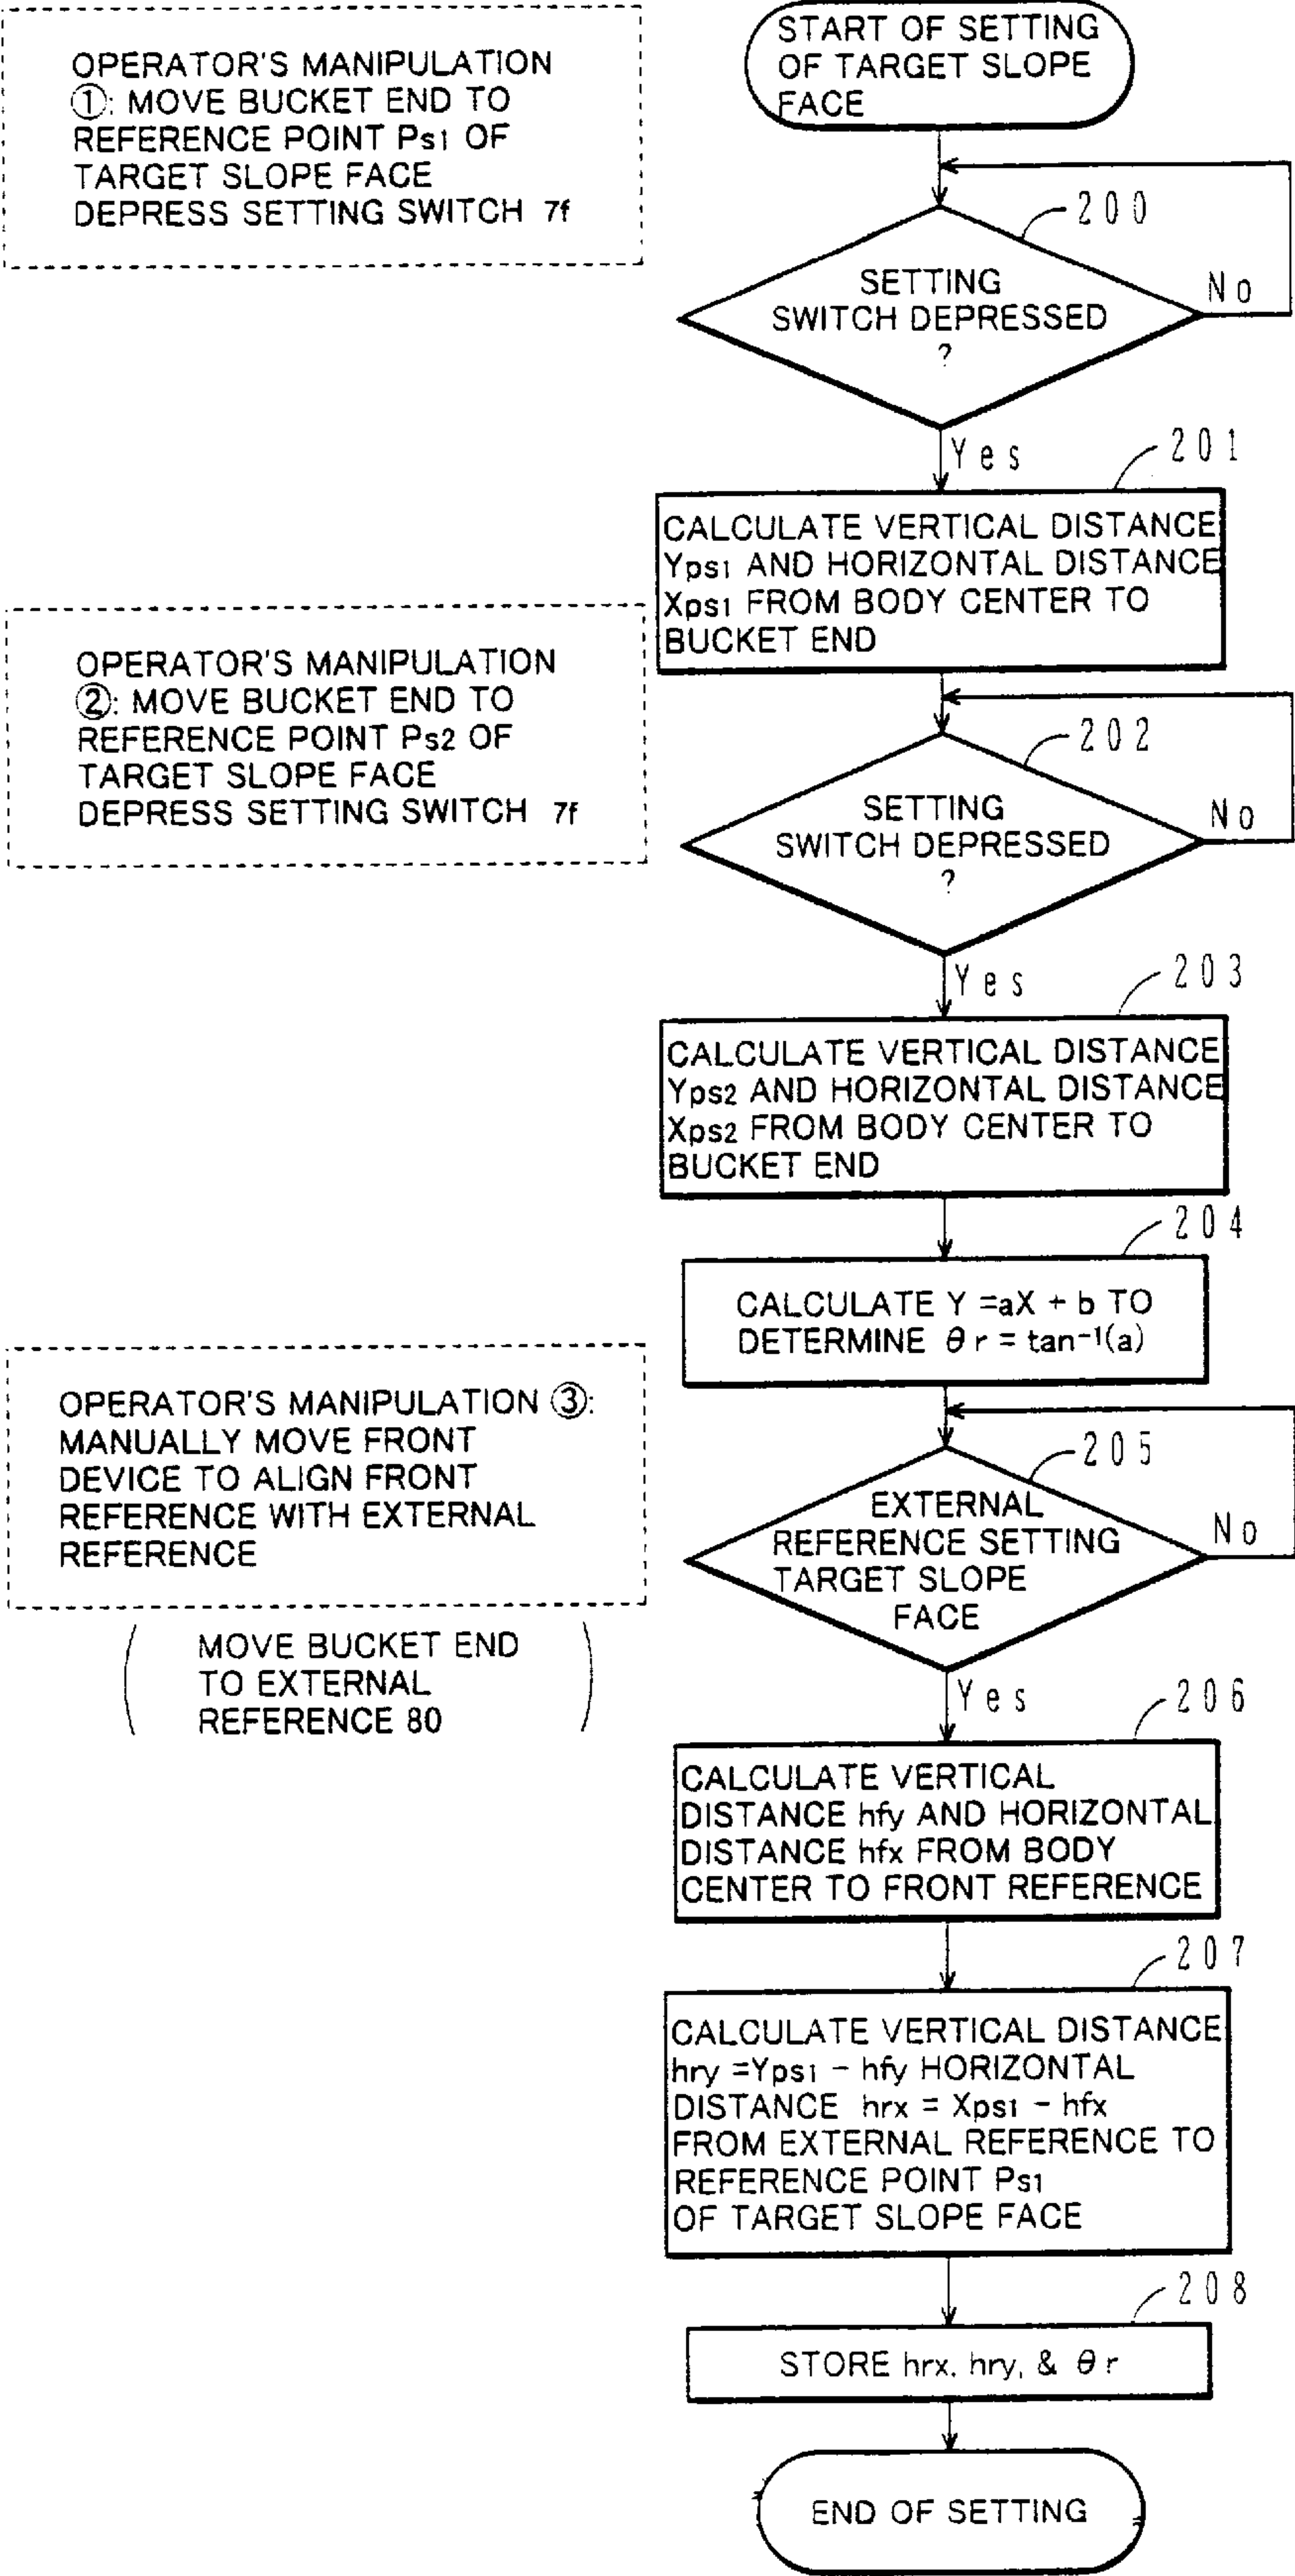 START OF SETTING
OF TARGET SLOPE
FACE
OPERATOR'S MANIPULATION
①: MOVE BUCKET END TO
REFERENCE POINT Ps1 OF
TARGET SLOPE FACE
DEPRESS SETTING SWITCH 7f
200
SETTING
SWITCH DEPRESSED
?
No
Yes
201
CALCULATE VERTICAL DISTANCE
Yps1 AND HORIZONTAL DISTANCE
Xps1 FROM BODY CENTER TO
BUCKET END
OPERATOR'S MANIPULATION
②: MOVE BUCKET END TO
REFERENCE POINT Ps2 OF
TARGET SLOPE FACE
DEPRESS SETTING SWITCH 7f
202
SETTING
SWITCH DEPRESSED
?
No
Yes
203
CALCULATE VERTICAL DISTANCE
Yps2 AND HORIZONTAL DISTANCE
Xps2 FROM BODY CENTER TO
BUCKET END
204
CALCULATE Y =aX + b TO
DETERMINE θr = tan⁻¹(a)
OPERATOR'S MANIPULATION ③:
MANUALLY MOVE FRONT
DEVICE TO ALIGN FRONT
REFERENCE WITH EXTERNAL
REFERENCE
(MOVE BUCKET END
TO EXTERNAL
REFERENCE 80)
205
EXTERNAL
REFERENCE SETTING
TARGET SLOPE
FACE
No
Yes
206
CALCULATE VERTICAL
DISTANCE hfy AND HORIZONTAL
DISTANCE hfx FROM BODY
CENTER TO FRONT REFERENCE
207
CALCULATE VERTICAL DISTANCE
hry =Yps1 − hfy HORIZONTAL
DISTANCE hrx = Xps1 − hfx
FROM EXTERNAL REFERENCE TO
REFERENCE POINT Ps1
OF TARGET SLOPE FACE
208
STORE hrx, hry, & θr
END OF SETTING